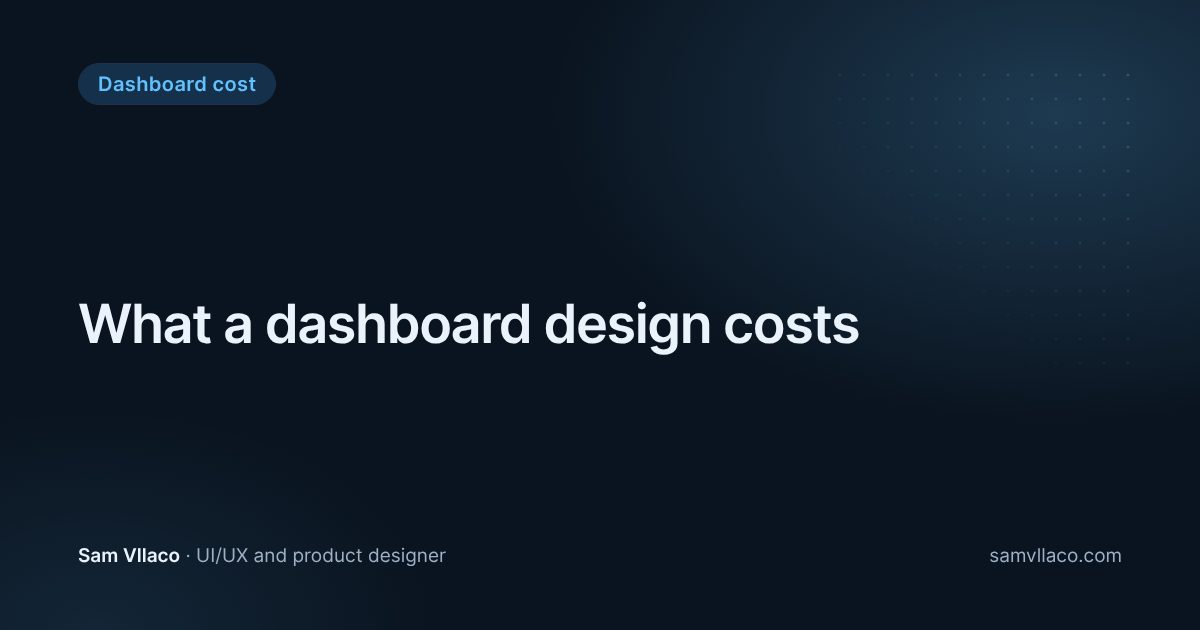 Dashboard cost
What a dashboard design costs
Sam Vllaco · UI/UX and product designer
samvllaco.com